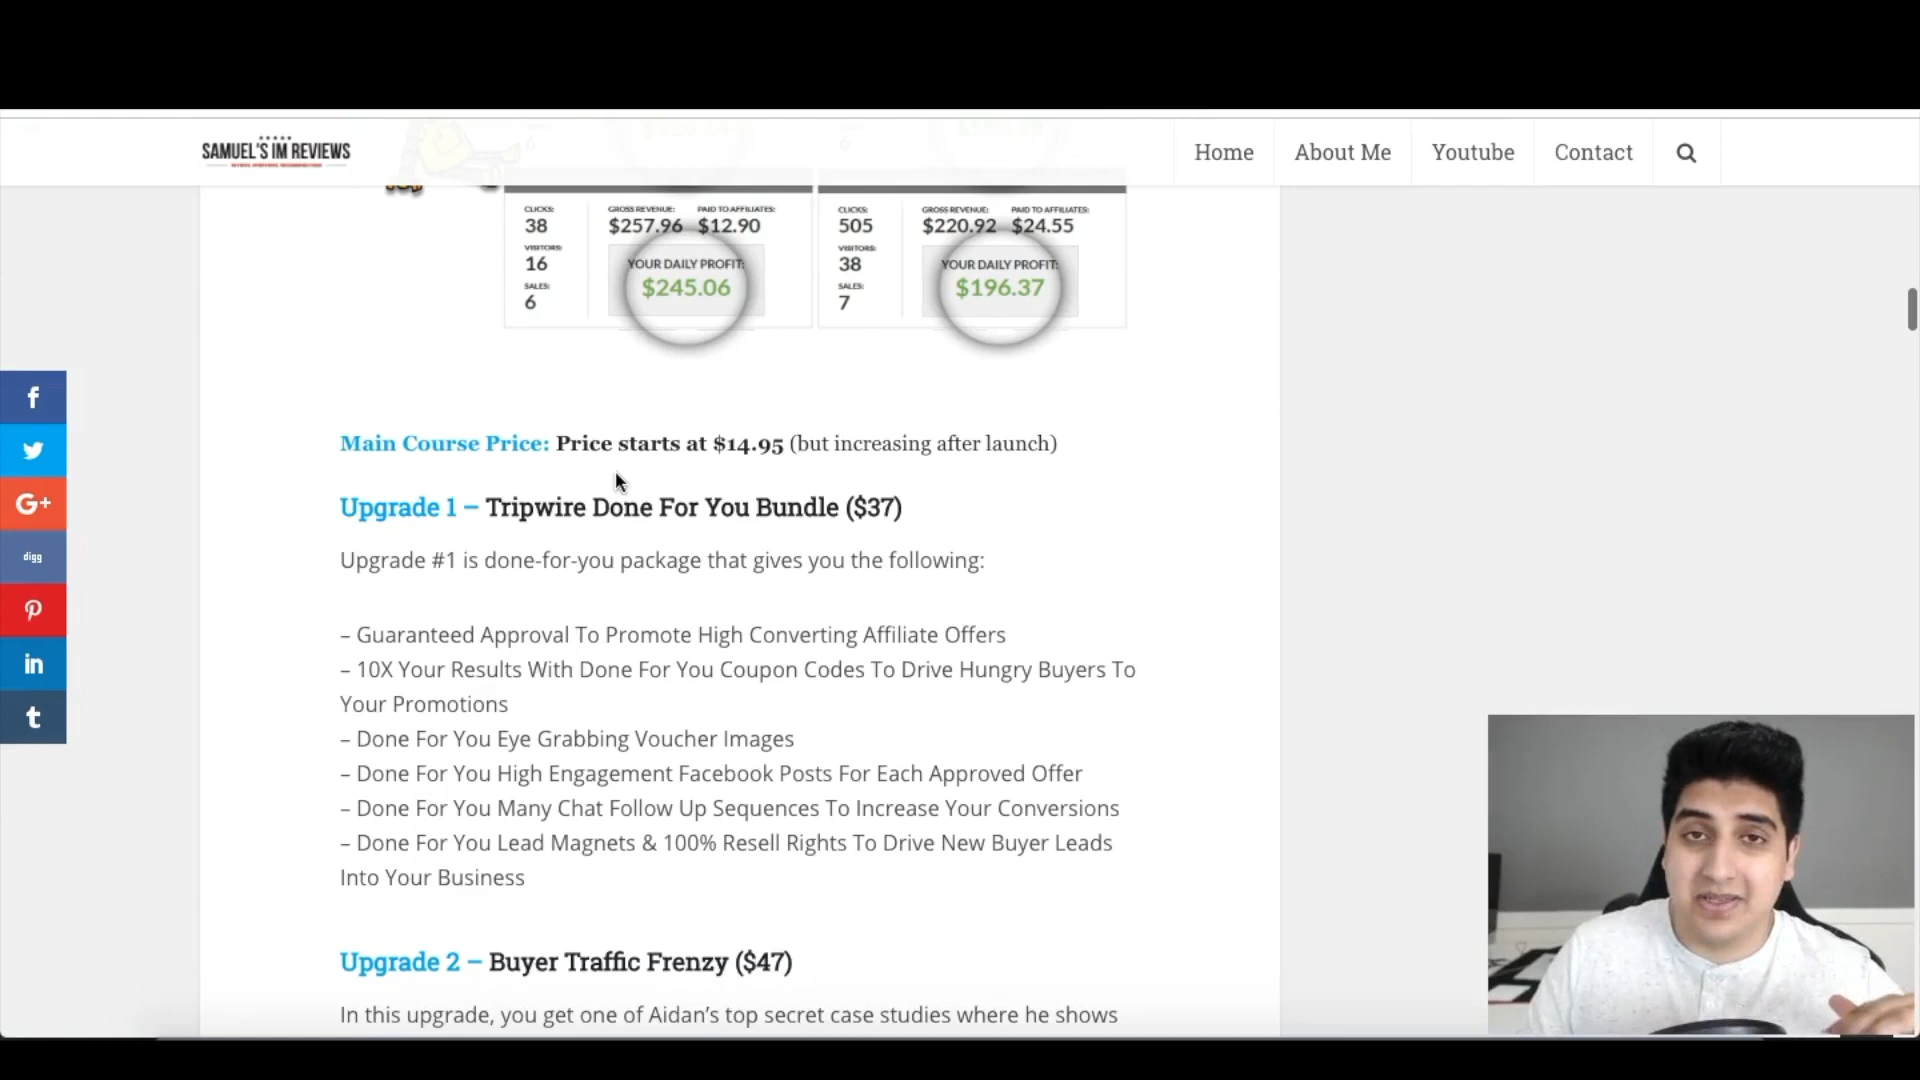 SAMUEL'S IM REVIEWS
Home
About Me
Youtube
Contact
CLICKS:
38
VISITORS:
16
SALES:
6
GROSS REVENUE:
$257.96
PAID TO AFFILIATES:
$12.90
YOUR DAILY PROFIT:
$245.06
CLICKS:
505
VISITORS:
38
SALES:
7
GROSS REVENUE:
$220.92
PAID TO AFFILIATES:
$24.55
YOUR DAILY PROFIT:
$196.37
f
G+
digg
in
t
Main Course Price: Price starts at $14.95 (but increasing after launch)
Upgrade 1 – Tripwire Done For You Bundle ($37)
Upgrade #1 is done-for-you package that gives you the following:
– Guaranteed Approval To Promote High Converting Affiliate Offers
– 10X Your Results With Done For You Coupon Codes To Drive Hungry Buyers To
Your Promotions
– Done For You Eye Grabbing Voucher Images
– Done For You High Engagement Facebook Posts For Each Approved Offer
– Done For You Many Chat Follow Up Sequences To Increase Your Conversions
– Done For You Lead Magnets & 100% Resell Rights To Drive New Buyer Leads
Into Your Business
Upgrade 2 – Buyer Traffic Frenzy ($47)
In this upgrade, you get one of Aidan's top secret case studies where he shows